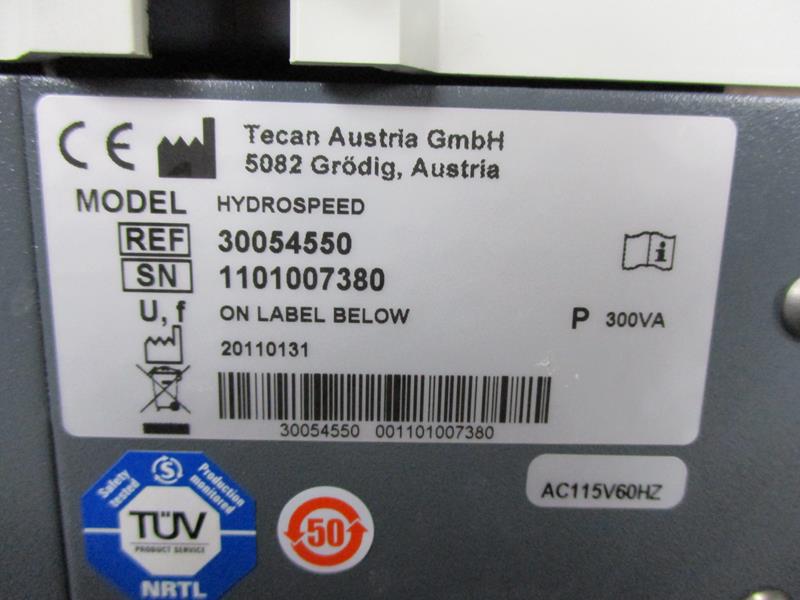 CE
Tecan Austria GmbH
5082 Grödig, Austria
MODEL HYDROSPEED
REF 30054550
SN 1101007380
U, f ON LABEL BELOW
P 300VA
20110131
30054550 001101007380
AC115V60HZ
Safety tested
Production monitored
TÜV
PRODUCT SERVICE
NRTL
50